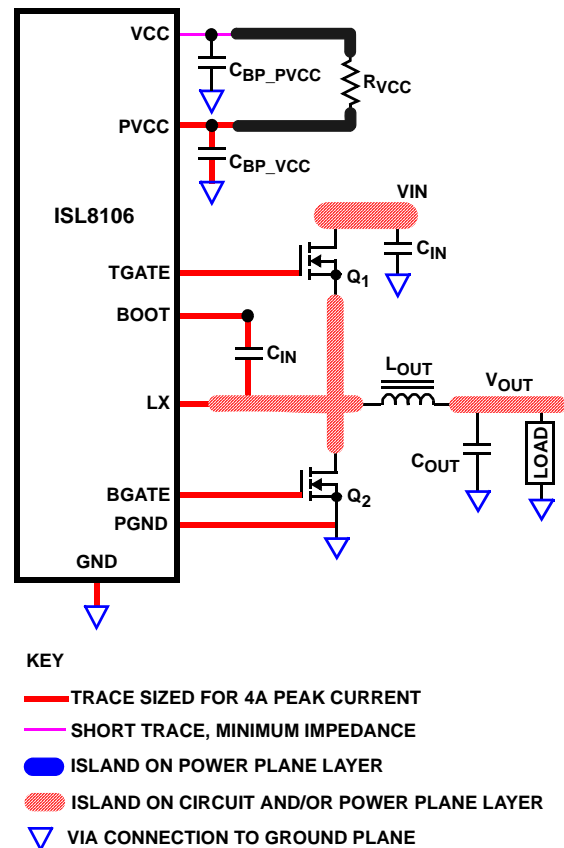 VCC
CBP_PVCC
RVCC
PVCC
CBP_VCC
ISL8106
VIN
CIN
TGATE
Q1
BOOT
CIN
LOUT
VOUT
LX
COUT
LOAD
BGATE
Q2
PGND
GND
KEY
TRACE SIZED FOR 4A PEAK CURRENT
SHORT TRACE, MINIMUM IMPEDANCE
ISLAND ON POWER PLANE LAYER
ISLAND ON CIRCUIT AND/OR POWER PLANE LAYER
VIA CONNECTION TO GROUND PLANE